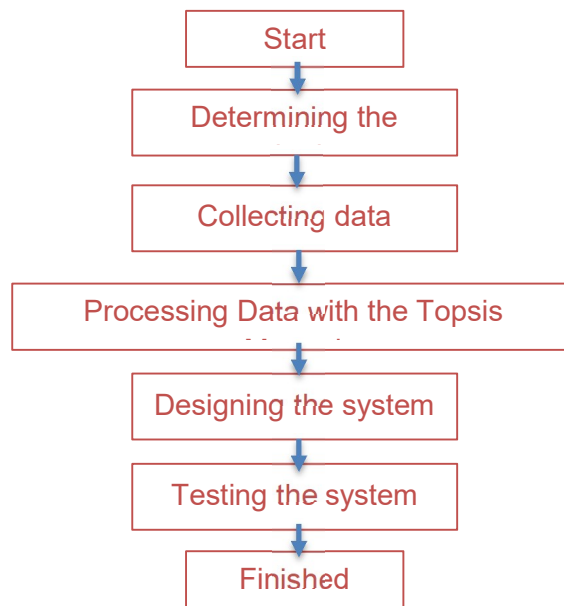 Start
Determining the
Collecting data
Processing Data with the Topsis
Designing the system
Testing the system
Finished